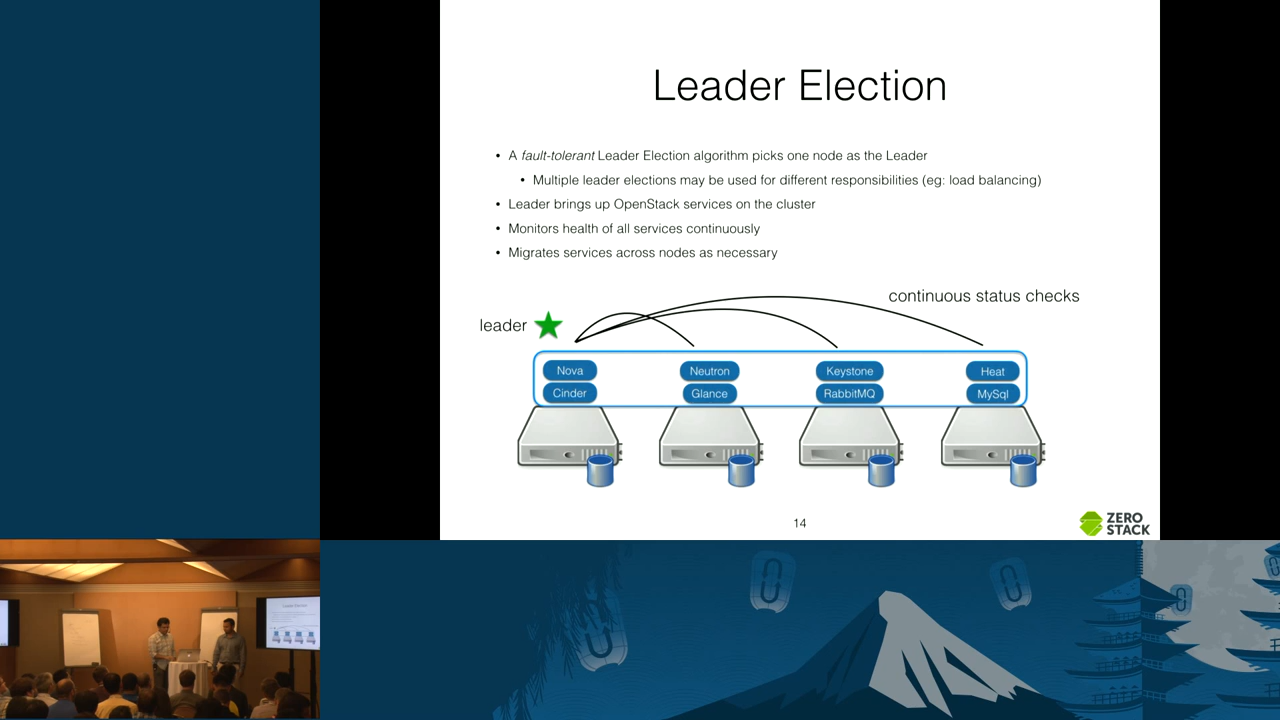 Leader Election
• A fault-tolerant Leader Election algorithm picks one node as the Leader
• Multiple leader elections may be used for different responsibilities (eg: load balancing)
• Leader brings up OpenStack services on the cluster
• Monitors health of all services continuously
• Migrates services across nodes as necessary
continuous status checks
leader
Nova
Neutron
Keystone
Heat
Cinder
Glance
RabbitMQ
MySql
14
ZERO
STACK